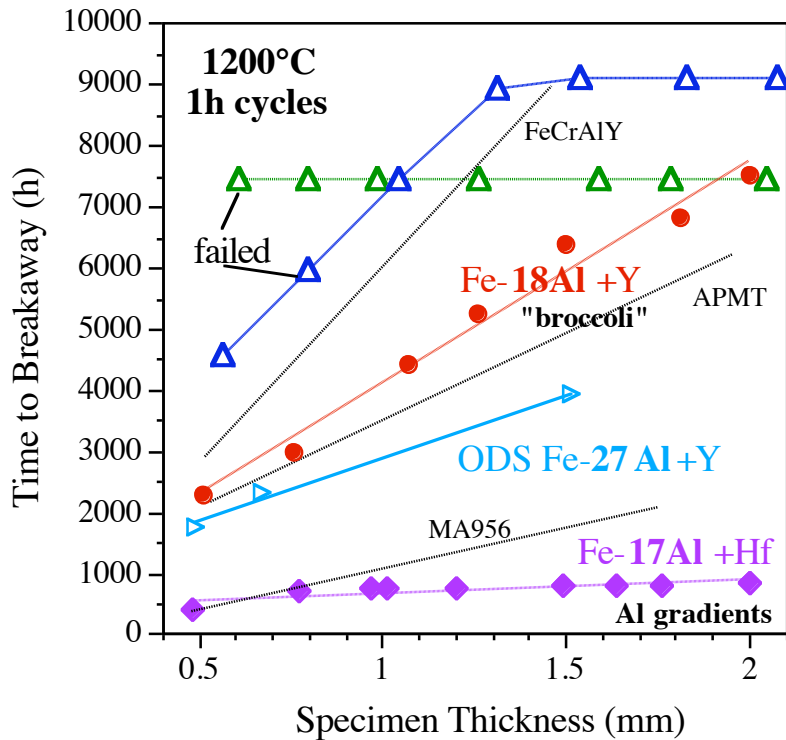 10000
9000
8000
7000
6000
5000
4000
3000
2000
1000
0
Time to Breakaway (h)
1200°C
1h cycles
FeCrAlY
failed
Fe-18Al +Y
"broccoli"
APMT
ODS Fe-27 Al +Y
MA956
Fe-17Al +Hf
Al gradients
0.5 1 1.5 2
Specimen Thickness (mm)